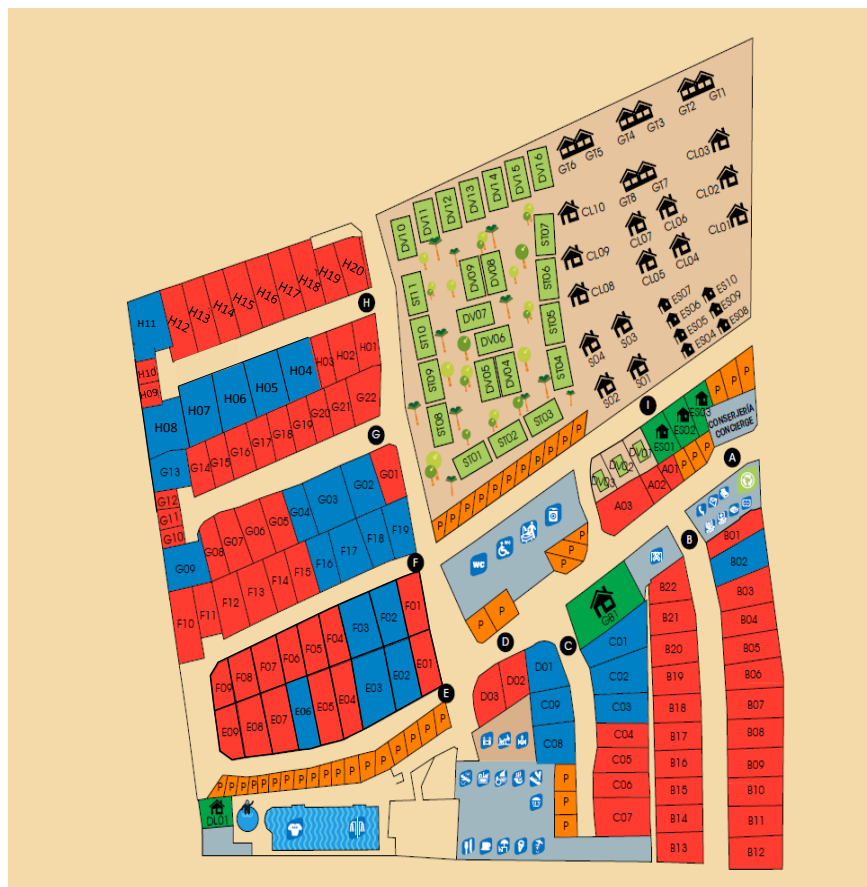 GT1
GT2
GT3
GT4
GT5
GT6
GT7
GT8
CL03
CL02
CL01
CL10
CL06
CL07
CL09
CL04
CL05
CL08
DV16
DV15
DV14
DV13
DV12
DV11
DV10
ST07
ST06
ST05
ST04
ST03
ST02
ST01
ST11
ST10
ST09
ST08
DV09
DV08
DV07
DV06
DV05
DV04
ES10
ES07
ES09
ES06
ES05
ES08
ES04
SO4
SO3
SO2
SO1
H20
H19
H18
H17
H16
H15
H14
H13
H12
H11
H10
H09
H
H01
H02
H03
H04
H05
H06
H07
H08
G22
G21
G20
G19
G18
G17
G16
G15
G14
G13
G12
G11
G10
G
G01
G02
G03
G04
G05
G06
G07
G08
G09
F19
F18
F17
F16
F15
F14
F13
F12
F11
F10
F
F01
F02
F03
F04
F05
F06
F07
F08
F09
E01
E02
E03
E04
E05
E06
E07
E08
E09
E
P P P P P P P P P P P P P P P P
DL01
I
P P P
ES03
ES02
ES01
CONSERJERÍA
CONCIERGE
DV01
DV02
DV03
P P P
A01
A02
A03
A
P P P P P P P P P P P P
WC
P
P
P
P P
B
B01
B02
B03
B04
B05
B06
B07
B08
B09
B10
B11
B12
B22
B21
B20
B19
B18
B17
B16
B15
B14
B13
GB1
C
C01
C02
C03
C04
C05
C06
C07
D
D01
D02
D03
C09
C08
P
P
P